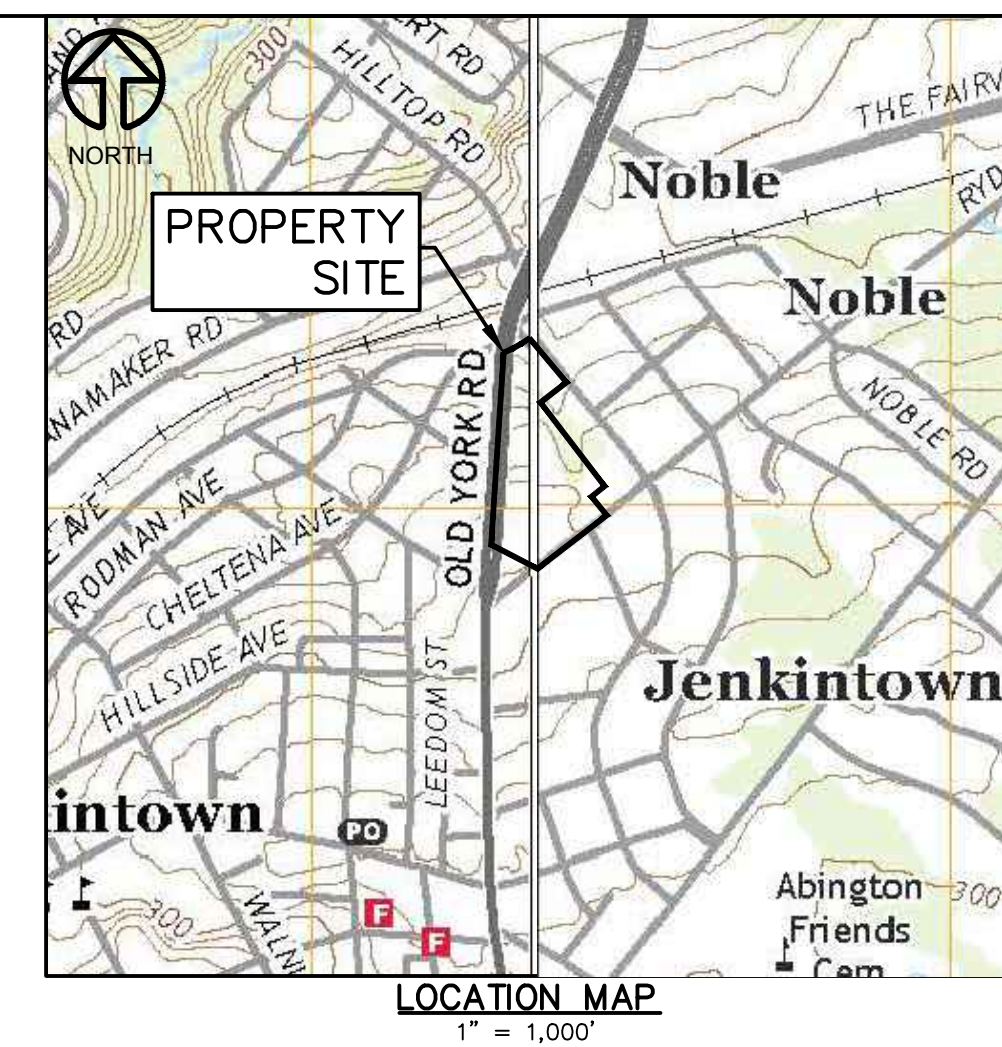 300
HILLTOP RD
RT RD
THE FAIRW
NORTH
Noble
RYD
PROPERTY
SITE
Noble
RD
ANAMAKER RD
OLD YORK RD
NOBLE RD
E AVE
RODMAN AVE
CHELTENA AVE
HILLSIDE AVE
LEEDOM ST
Jenkintown
intown
PO
WALN
300
F
F
Abington
Friends
Cem
300
LOCATION MAP
1" = 1,000'